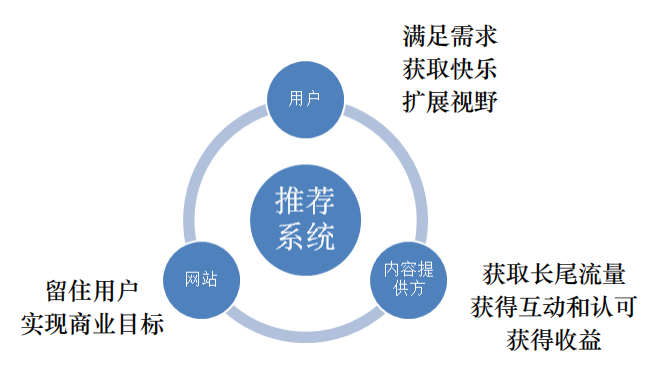 满足需求
获取快乐
扩展视野
用户
推荐
系统
网站
内容提
供方
留住用户
实现商业目标
获取长尾流量
获得互动和认可
获得收益